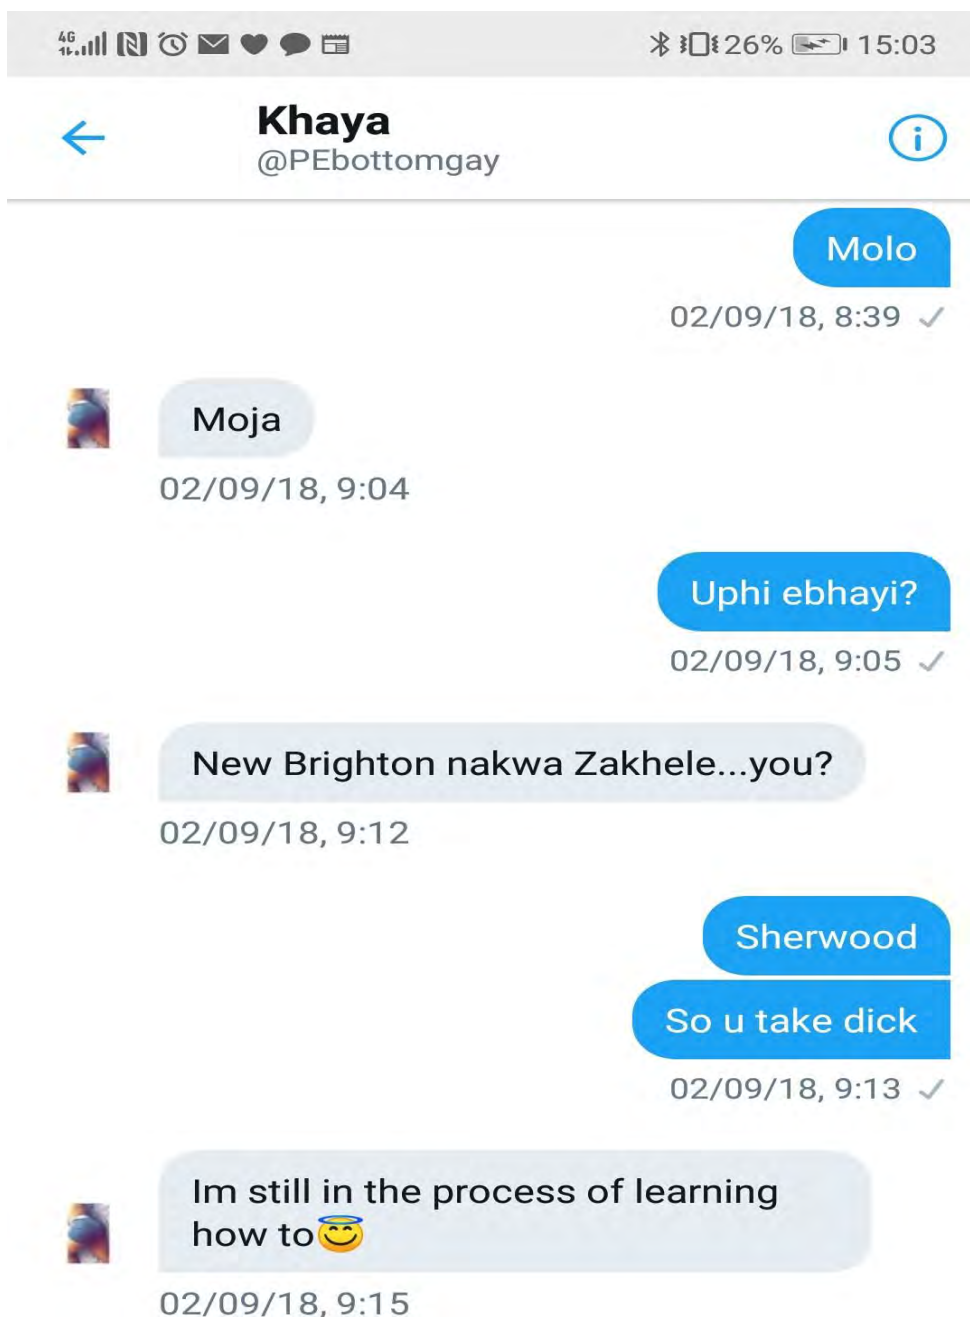 4G 26% 15:03
Khaya
@PEbottomgay
Molo
02/09/18, 8:39
Moja
02/09/18, 9:04
Uphi ebhayi?
02/09/18, 9:05
New Brighton nakwa Zakhele...you?
02/09/18, 9:12
Sherwood
So u take dick
02/09/18, 9:13
Im still in the process of learning
how to😇
02/09/18, 9:15